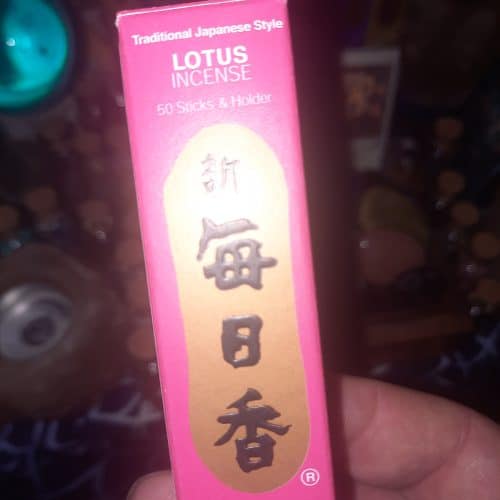 Traditional Japanese Style
LOTUS
INCENSE
50 Sticks & Holder
新
毎
日
香
®